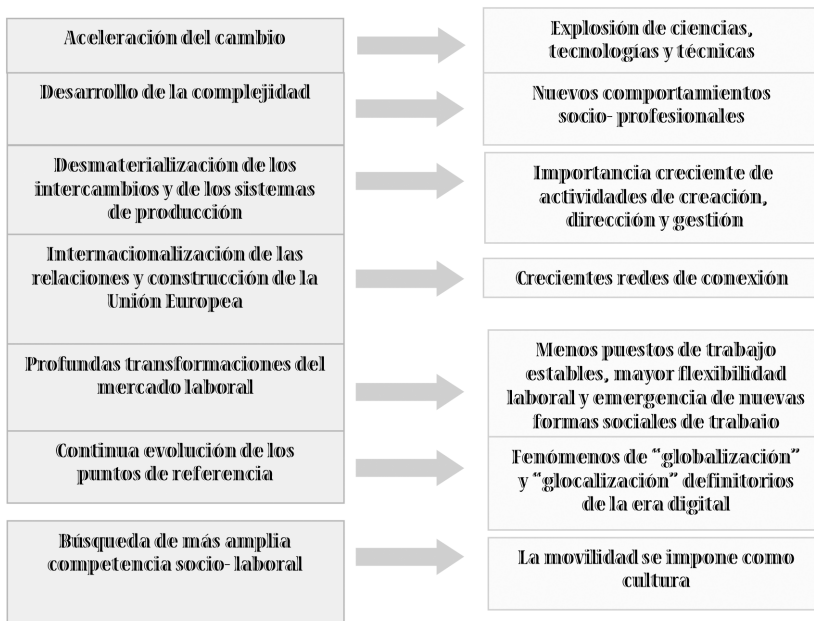 Aceleración del cambio
Explosión de ciencias,
tecnologías y técnicas
Desarrollo de la complejidad
Nuevos comportamientos
socio- profesionales
Desmaterialización de los
intercambios y de los sistemas
de producción
Importancia creciente de
actividades de creación,
dirección y gestión
Internacionalización de las
relaciones y construcción de la
Unión Europea
Crecientes redes de conexión
Profundas transformaciones del
mercado laboral
Menos puestos de trabajo
estables, mayor flexibilidad
laboral y emergencia de nuevas
formas sociales de trabajo
Continua evolución de los
puntos de referencia
Fenómenos de “globalización”
y “glocalización” definitorios
de la era digital
Búsqueda de más amplia
competencia socio- laboral
La movilidad se impone como
cultura